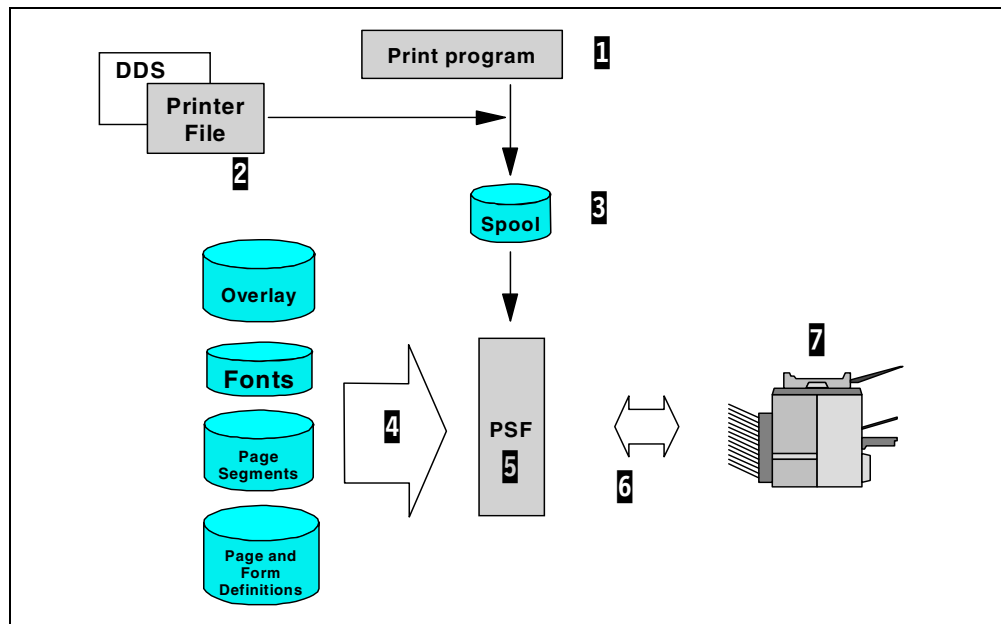 Print program
1
DDS
Printer
File
2
Spool
3
Overlay
Fonts
Page
Segments
Page and
Form
Definitions
4
PSF
5
6
7